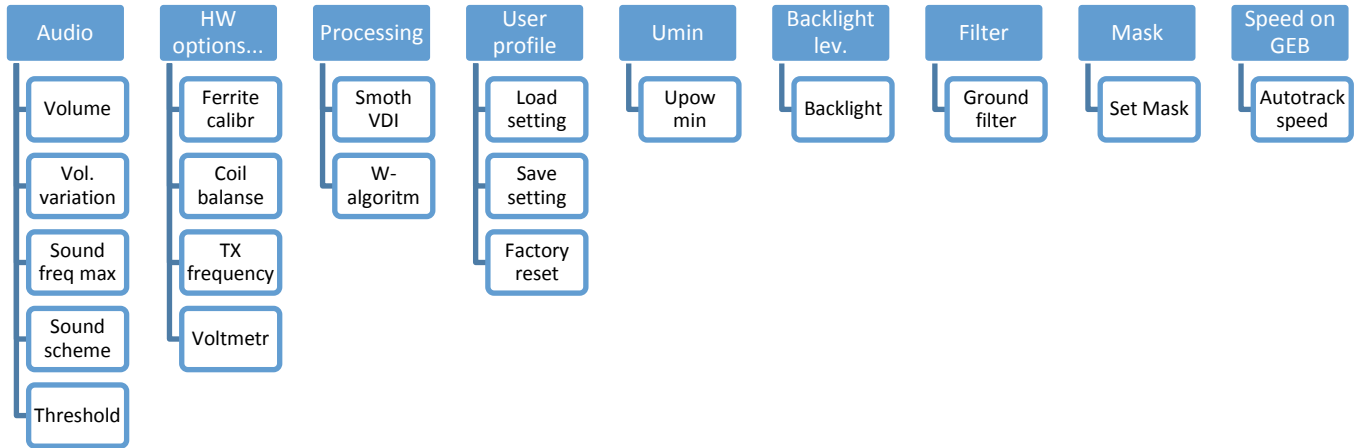 Audio
Volume
Vol.
variation
Sound
freq max
Sound
scheme
Threshold
HW
options...
Ferrite
calibr
Coil
balanse
TX
frequency
Voltmetr
Processing
Smoth
VDI
W-
algoritm
User
profile
Load
setting
Save
setting
Factory
reset
Umin
Upow
min
Backlight
lev.
Backlight
Filter
Ground
filter
Mask
Set Mask
Speed on
GEB
Autotrack
speed